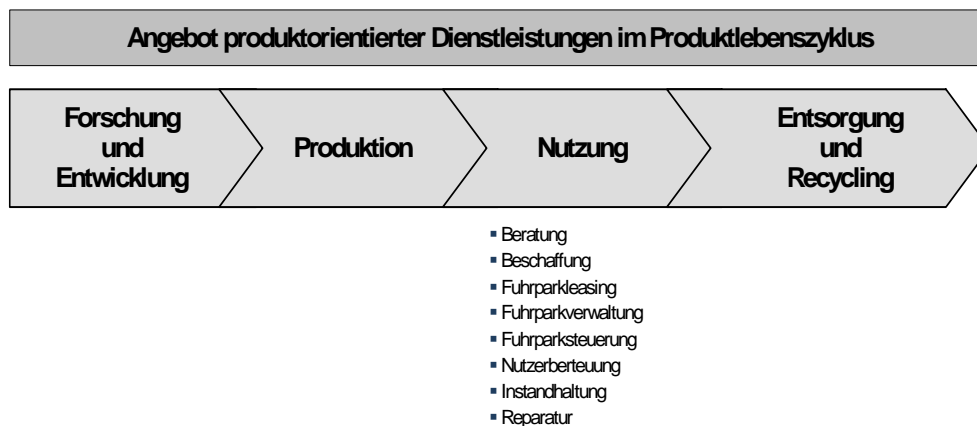 Angebot produktorientierter Dienstleistungen im Produktlebenszyklus
Forschung
und
Entwicklung
Produktion
Nutzung
Entsorgung
und
Recycling
▪ Beratung
▪ Beschaffung
▪ Fuhrparkleasing
▪ Fuhrparkverwaltung
▪ Fuhrparksteuerung
▪ Nutzerberteuung
▪ Instandhaltung
▪ Reparatur